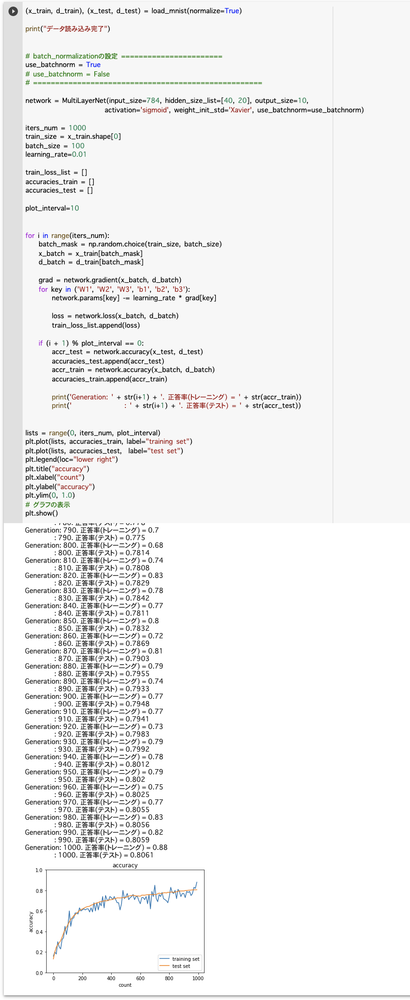 (x_train, d_train), (x_test, d_test) = load_mnist(normalize=True)
print("データ読み込み完了")
# batch_normalizationの設定 =======================
use_batchnorm = True
# use_batchnorm = False
# ====================================================
network = MultiLayerNet(input_size=784, hidden_size_list=[40, 20], output_size=10,
activation='sigmoid', weight_init_std='Xavier', use_batchnorm=use_batchnorm)
iters_num = 1000
train_size = x_train.shape[0]
batch_size = 100
learning_rate=0.01
train_loss_list = []
accuracies_train = []
accuracies_test = []
plot_interval=10
for i in range(iters_num):
batch_mask = np.random.choice(train_size, batch_size)
x_batch = x_train[batch_mask]
d_batch = d_train[batch_mask]
grad = network.gradient(x_batch, d_batch)
for key in ('W1', 'W2', 'W3', 'b1', 'b2', 'b3'):
network.params[key] -= learning_rate * grad[key]
loss = network.loss(x_batch, d_batch)
train_loss_list.append(loss)
if (i + 1) % plot_interval == 0:
accr_test = network.accuracy(x_test, d_test)
accuracies_test.append(accr_test)
accr_train = network.accuracy(x_batch, d_batch)
accuracies_train.append(accr_train)
print('Generation: ' + str(i+1) + '. 正答率(トレーニング) = ' + str(accr_train))
print('                : ' + str(i+1) + '. 正答率(テスト) = ' + str(accr_test))
lists = range(0, iters_num, plot_interval)
plt.plot(lists, accuracies_train, label="training set")
plt.plot(lists, accuracies_test,  label="test set")
plt.legend(loc="lower right")
plt.title("accuracy")
plt.xlabel("count")
plt.ylabel("accuracy")
plt.ylim(0, 1.0)
# グラフの表示
plt.show()
: 780. 正答率(テスト) = 0.778
Generation: 790. 正答率(トレーニング) = 0.7
: 790. 正答率(テスト) = 0.775
Generation: 800. 正答率(トレーニング) = 0.68
: 800. 正答率(テスト) = 0.7814
Generation: 810. 正答率(トレーニング) = 0.74
: 810. 正答率(テスト) = 0.7808
Generation: 820. 正答率(トレーニング) = 0.83
: 820. 正答率(テスト) = 0.7829
Generation: 830. 正答率(トレーニング) = 0.78
: 830. 正答率(テスト) = 0.7842
Generation: 840. 正答率(トレーニング) = 0.77
: 840. 正答率(テスト) = 0.7811
Generation: 850. 正答率(トレーニング) = 0.8
: 850. 正答率(テスト) = 0.7832
Generation: 860. 正答率(トレーニング) = 0.72
: 860. 正答率(テスト) = 0.7869
Generation: 870. 正答率(トレーニング) = 0.81
: 870. 正答率(テスト) = 0.7903
Generation: 880. 正答率(トレーニング) = 0.79
: 880. 正答率(テスト) = 0.7955
Generation: 890. 正答率(トレーニング) = 0.74
: 890. 正答率(テスト) = 0.7933
Generation: 900. 正答率(トレーニング) = 0.77
: 900. 正答率(テスト) = 0.7948
Generation: 910. 正答率(トレーニング) = 0.77
: 910. 正答率(テスト) = 0.7941
Generation: 920. 正答率(トレーニング) = 0.73
: 920. 正答率(テスト) = 0.7983
Generation: 930. 正答率(トレーニング) = 0.79
: 930. 正答率(テスト) = 0.7992
Generation: 940. 正答率(トレーニング) = 0.78
: 940. 正答率(テスト) = 0.8012
Generation: 950. 正答率(トレーニング) = 0.79
: 950. 正答率(テスト) = 0.802
Generation: 960. 正答率(トレーニング) = 0.75
: 960. 正答率(テスト) = 0.8025
Generation: 970. 正答率(トレーニング) = 0.77
: 970. 正答率(テスト) = 0.8055
Generation: 980. 正答率(トレーニング) = 0.83
: 980. 正答率(テスト) = 0.8056
Generation: 990. 正答率(トレーニング) = 0.82
: 990. 正答率(テスト) = 0.8059
Generation: 1000. 正答率(トレーニング) = 0.88
: 1000. 正答率(テスト) = 0.8061
accuracy
1.0
0.8
0.6
0.4
0.2
0.0
accuracy
training set
test set
0 200 400 600 800 1000
count